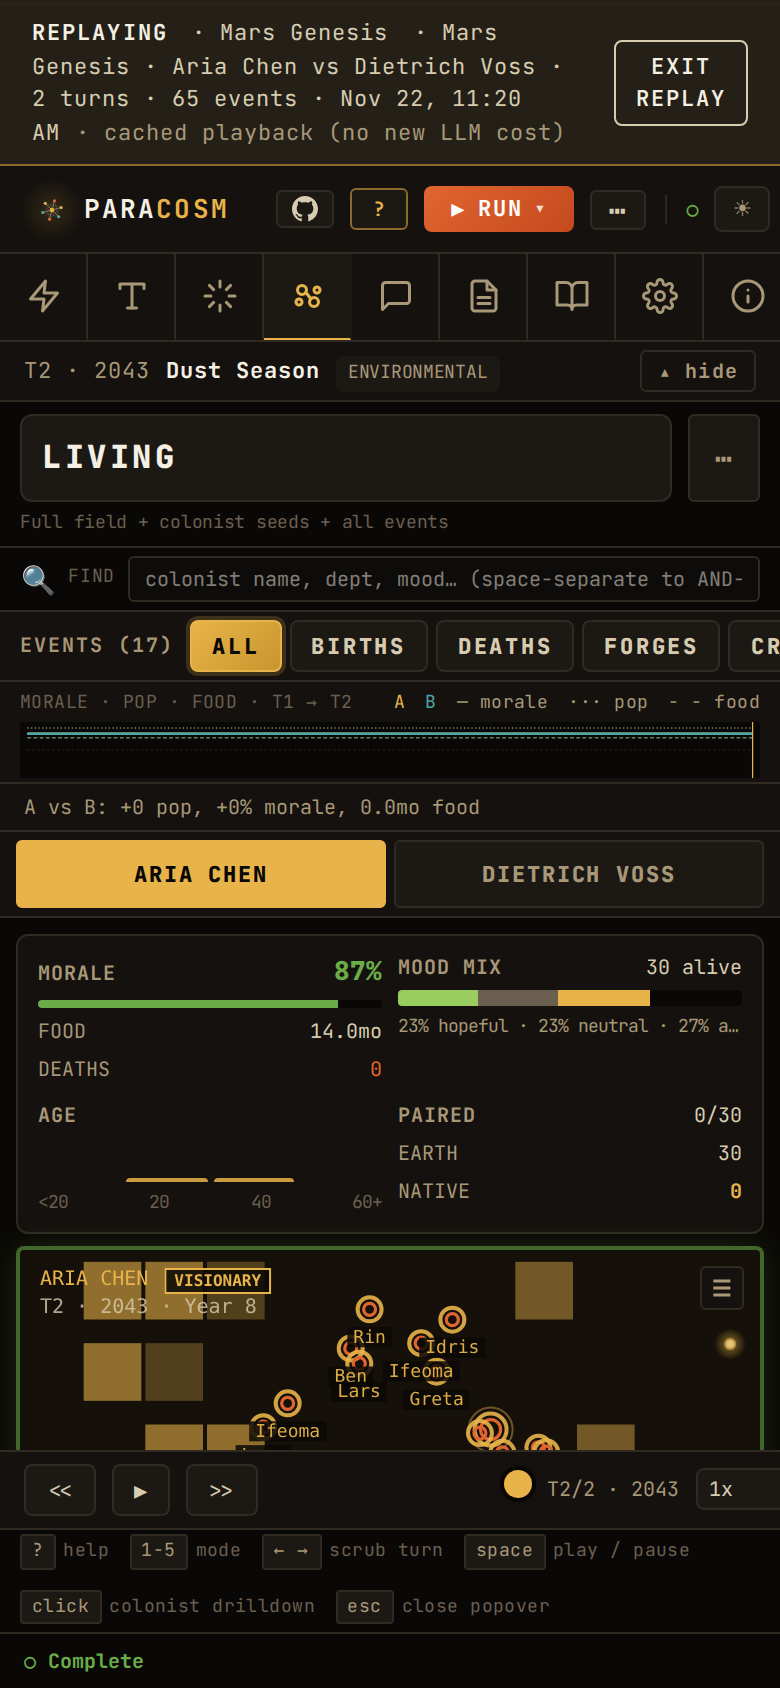 REPLAYING · Mars Genesis · Mars
Genesis · Aria Chen vs Dietrich Voss ·
2 turns · 65 events · Nov 22, 11:20
AM · cached playback (no new LLM cost)
EXIT
REPLAY
PARACOSM
?
▶ RUN ▾
…
T2 · 2043 Dust Season ENVIRONMENTAL
▴ hide
LIVING
…
Full field + colonist seeds + all events
FIND
colonist name, dept, mood… (space-separate to AND-
EVENTS (17)
ALL
BIRTHS
DEATHS
FORGES
CR
MORALE · POP · FOOD · T1 → T2
A B — morale ··· pop - - food
A vs B: +0 pop, +0% morale, 0.0mo food
ARIA CHEN
DIETRICH VOSS
MORALE 87%
FOOD 14.0mo
DEATHS 0
MOOD MIX 30 alive
23% hopeful · 23% neutral · 27% a…
AGE
<20 20 40 60+
PAIRED 0/30
EARTH 30
NATIVE 0
ARIA CHEN VISIONARY
T2 · 2043 · Year 8
Rin
Idris
Ben
Ifeoma
Lars
Greta
Ifeoma
<<
▶
>>
T2/2 · 2043
1x
? help 1-5 mode ← → scrub turn space play / pause
click colonist drilldown esc close popover
○ Complete